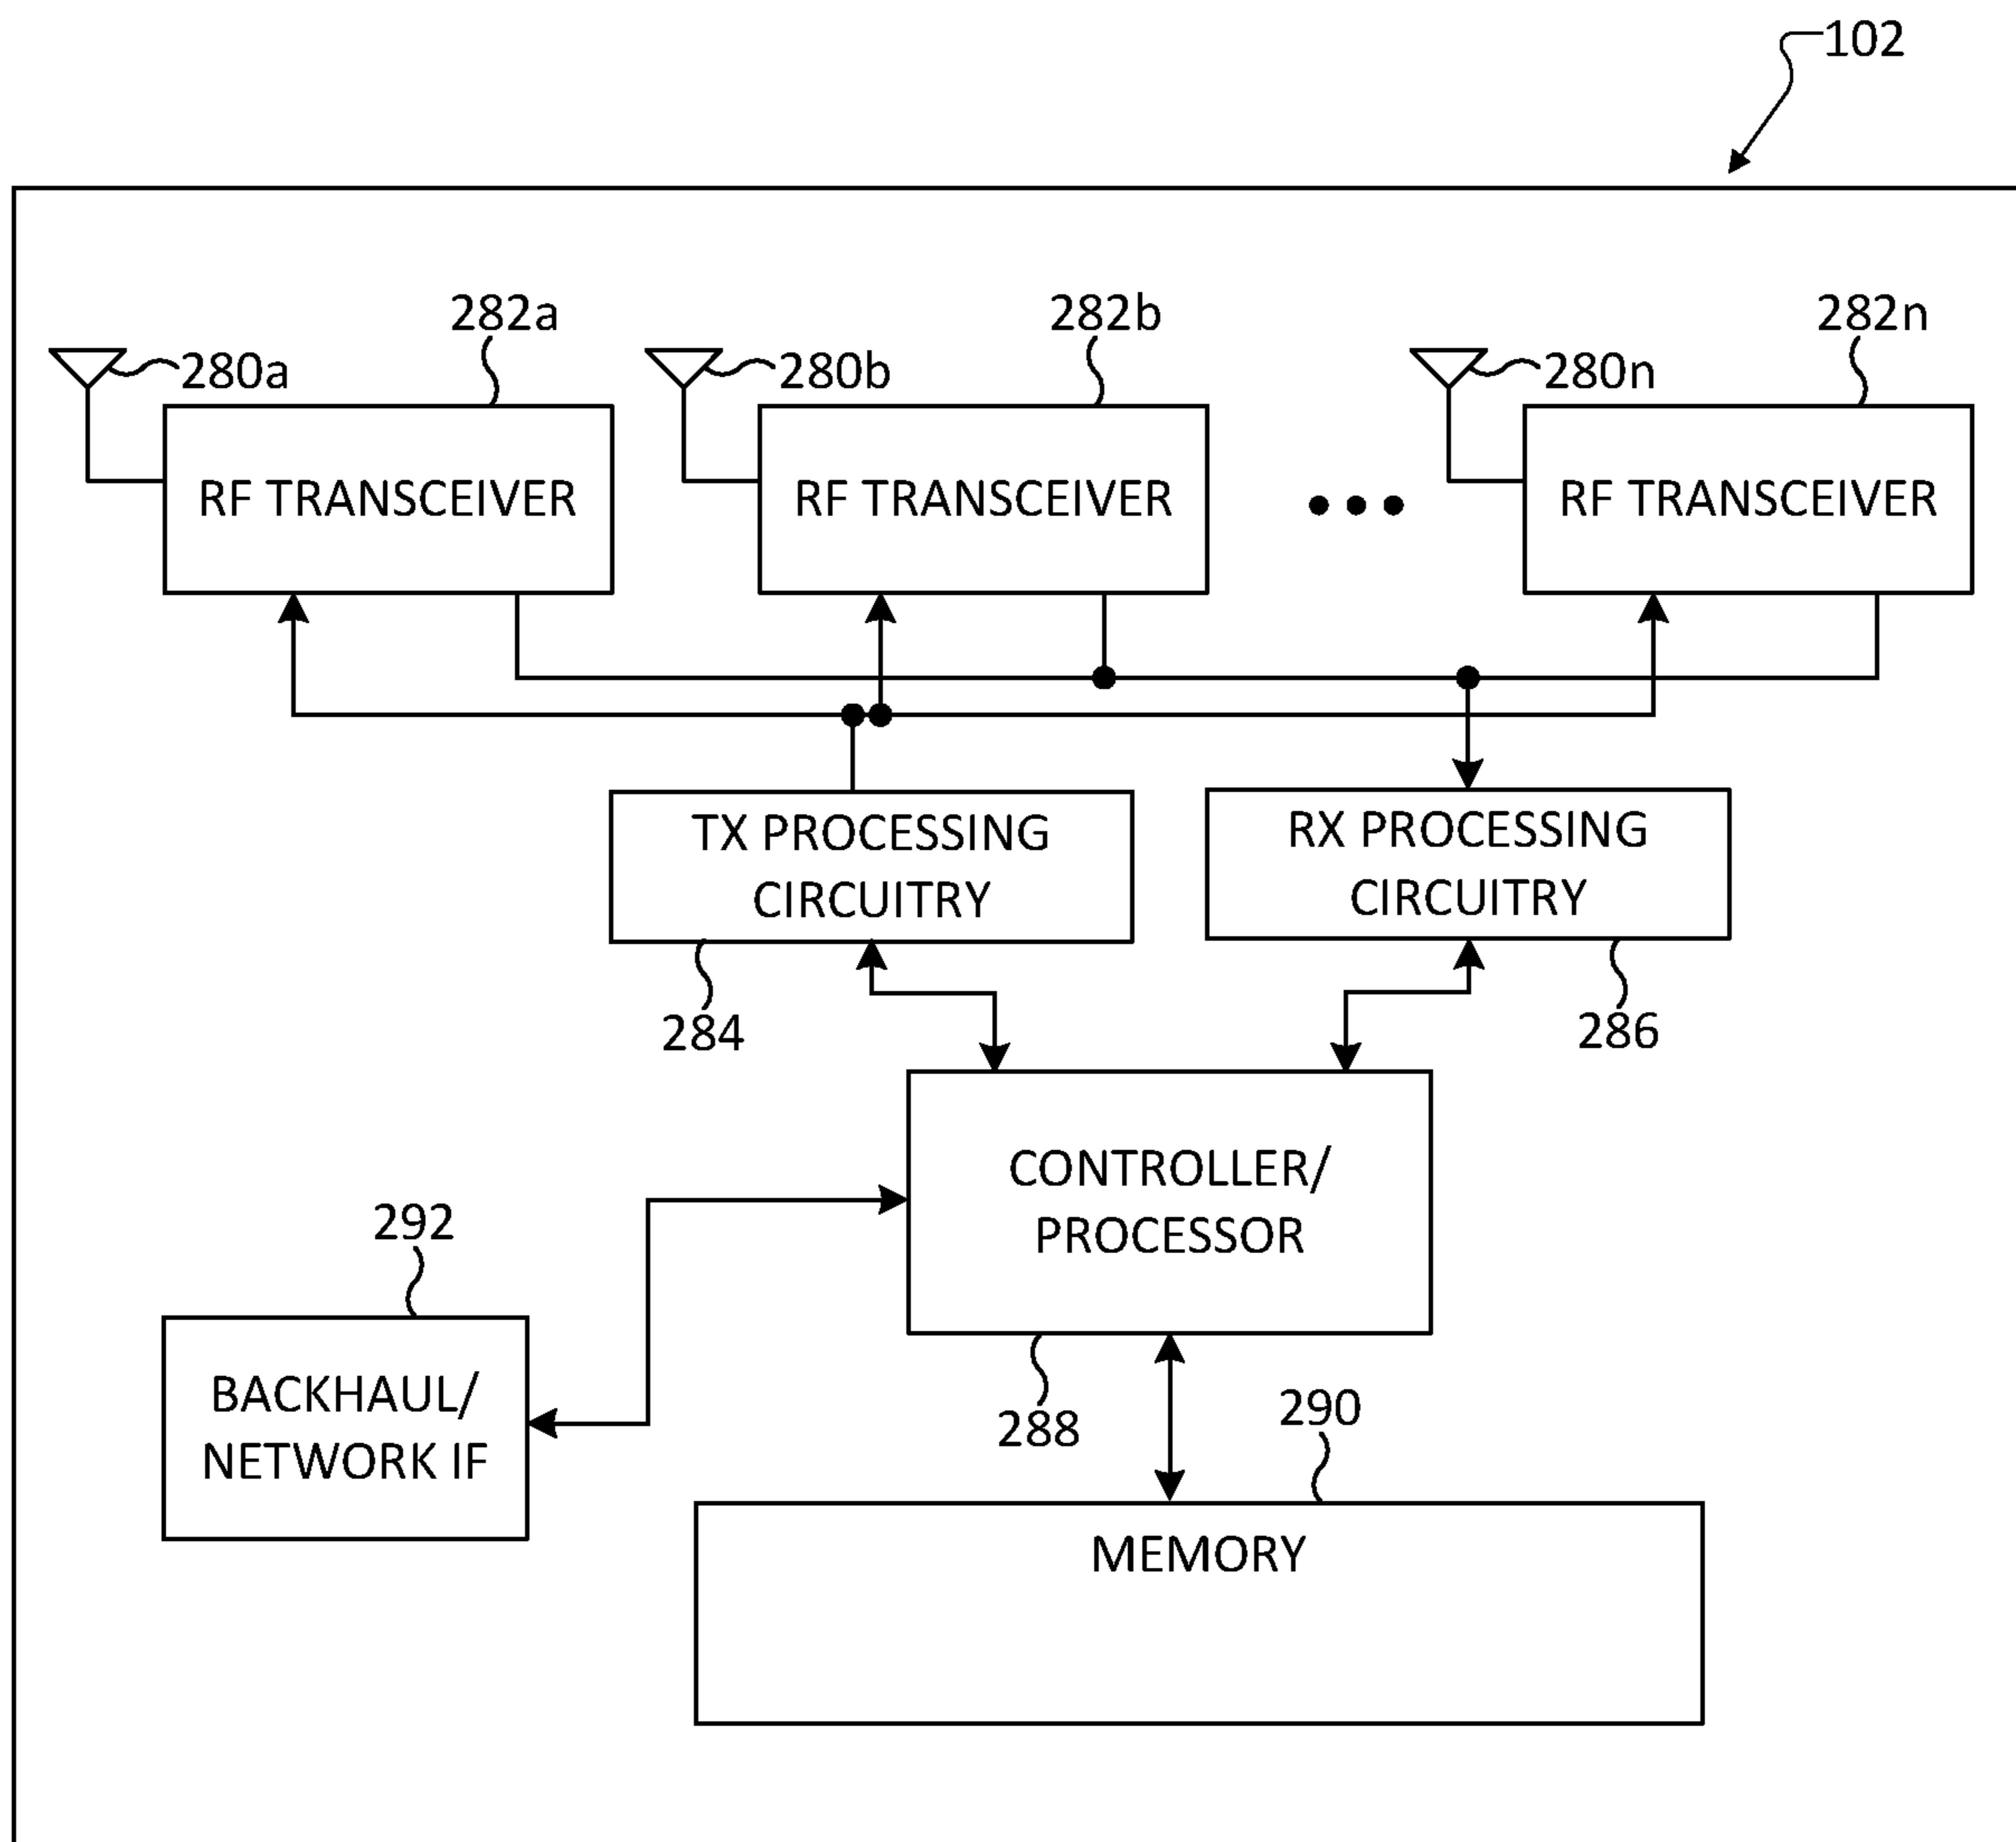 102
282a
282b
282n
280a
280b
280n
RF TRANSCEIVER
RF TRANSCEIVER
RF TRANSCEIVER
TX PROCESSING
CIRCUITRY
RX PROCESSING
CIRCUITRY
284
286
CONTROLLER/
PROCESSOR
292
BACKHAUL/
NETWORK IF
288
290
MEMORY